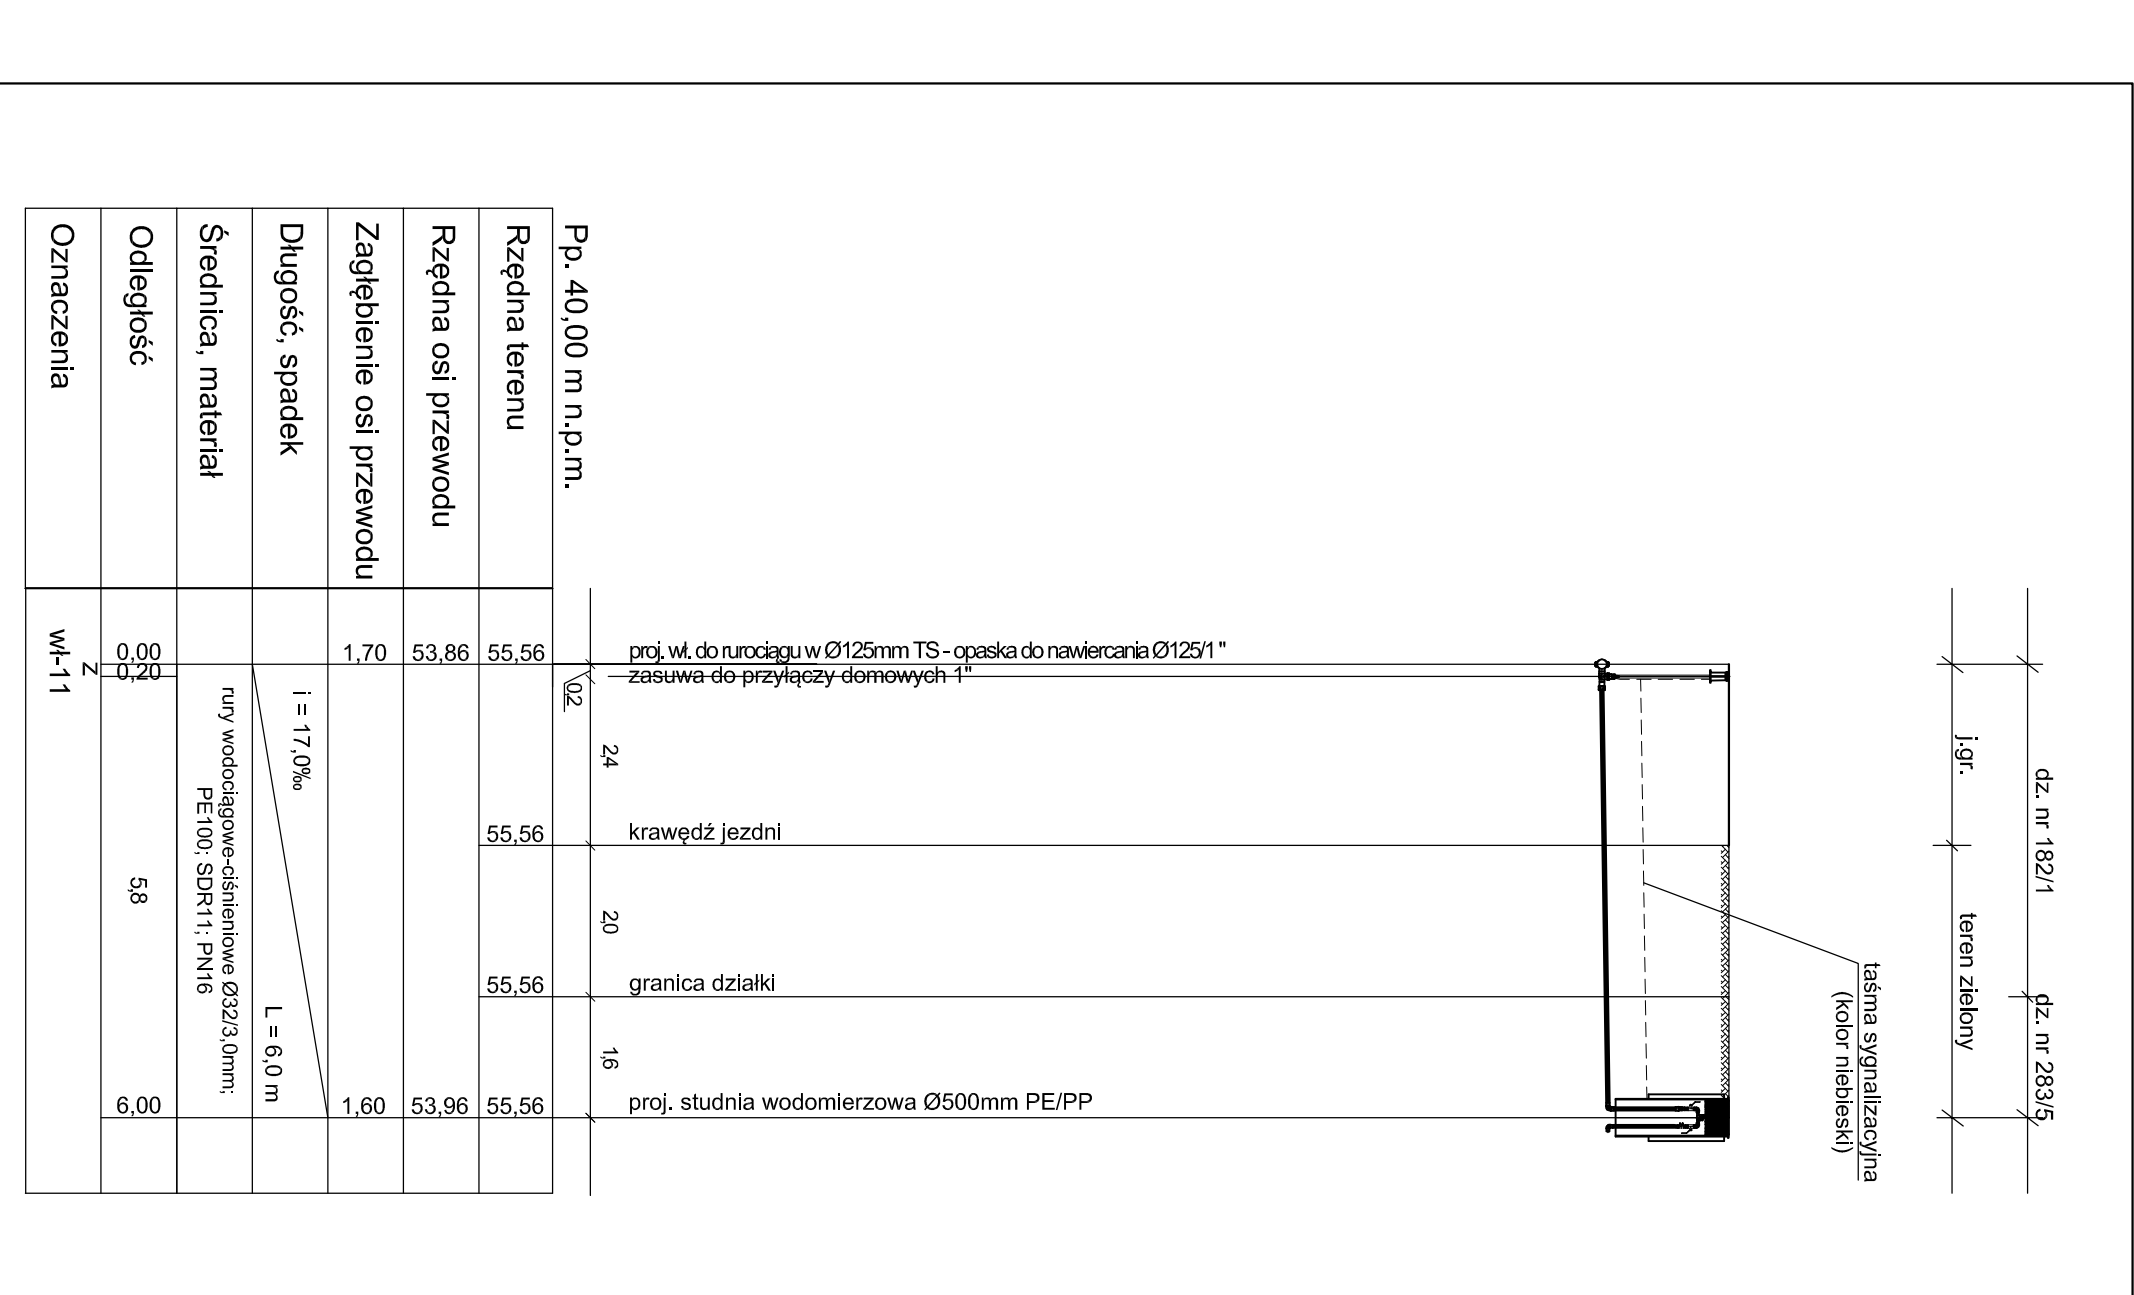 dz. nr 182/1
dz. nr 283/5
j.gr.
teren zielony
taśma sygnalizacyjna
(kolor niebieski)
proj. wł. do rurociągu w Ø125mm TS - opaska do nawiercania Ø125/1 "
zasuwa do przyłączy domowych 1"
krawędź jezdni
granica działki
proj. studnia wodomierzowa Ø500mm PE/PP
0,2
2,4
2,0
1,6
Pp. 40,00 m n.p.m.
Rzędna terenu
55,56
55,56
55,56
55,56
Rzędna osi przewodu
53,86
53,96
Zagłębienie osi przewodu
1,70
1,60
Długość, spadek
i = 17,0‰
L = 6,0 m
Średnica, materiał
rury wodociągowe-ciśnieniowe Ø32/3,0mm;
PE100; SDR11; PN16
Odległość
0,00
0,20
5,8
6,00
Oznaczenia
wł-11
z